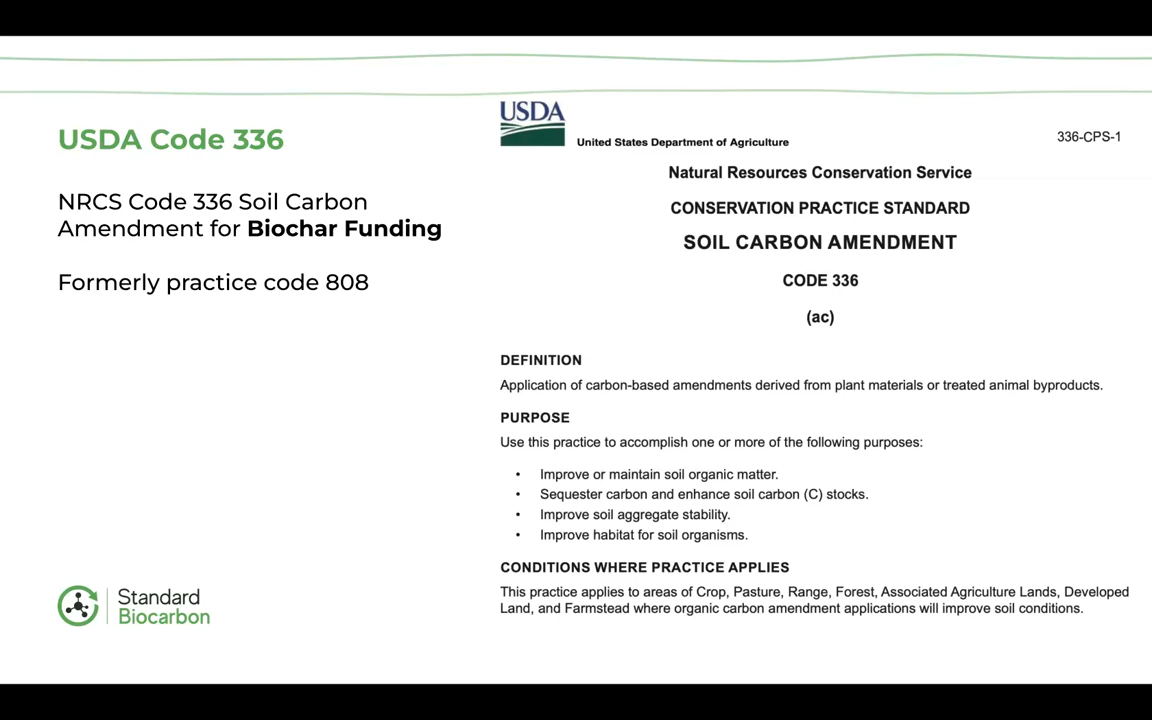 USDA Code 336
NRCS Code 336 Soil Carbon
Amendment for Biochar Funding
Formerly practice code 808
Standard
Biocarbon
USDA
United States Department of Agriculture
336-CPS-1
Natural Resources Conservation Service
CONSERVATION PRACTICE STANDARD
SOIL CARBON AMENDMENT
CODE 336
(ac)
DEFINITION
Application of carbon-based amendments derived from plant materials or treated animal byproducts.
PURPOSE
Use this practice to accomplish one or more of the following purposes:
• Improve or maintain soil organic matter.
• Sequester carbon and enhance soil carbon (C) stocks.
• Improve soil aggregate stability.
• Improve habitat for soil organisms.
CONDITIONS WHERE PRACTICE APPLIES
This practice applies to areas of Crop, Pasture, Range, Forest, Associated Agriculture Lands, Developed
Land, and Farmstead where organic carbon amendment applications will improve soil conditions.